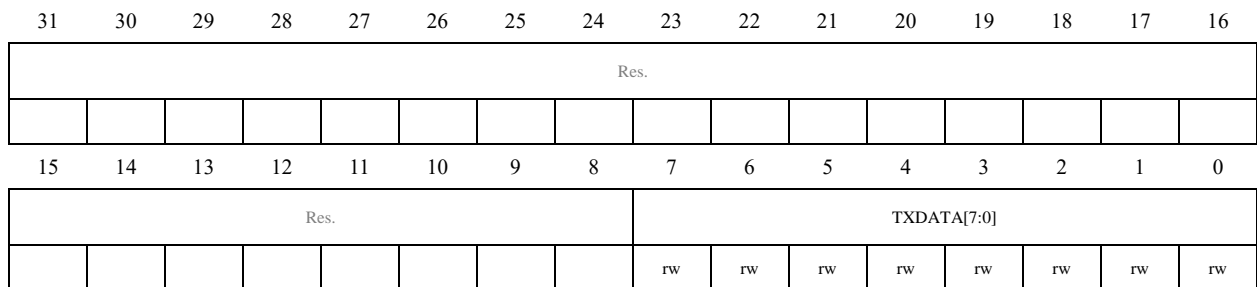 31 30 29 28 27 26 25 24 23 22 21 20 19 18 17 16
Res.
15 14 13 12 11 10 9 8 7 6 5 4 3 2 1 0
Res. TXDATA[7:0]
rw rw rw rw rw rw rw rw